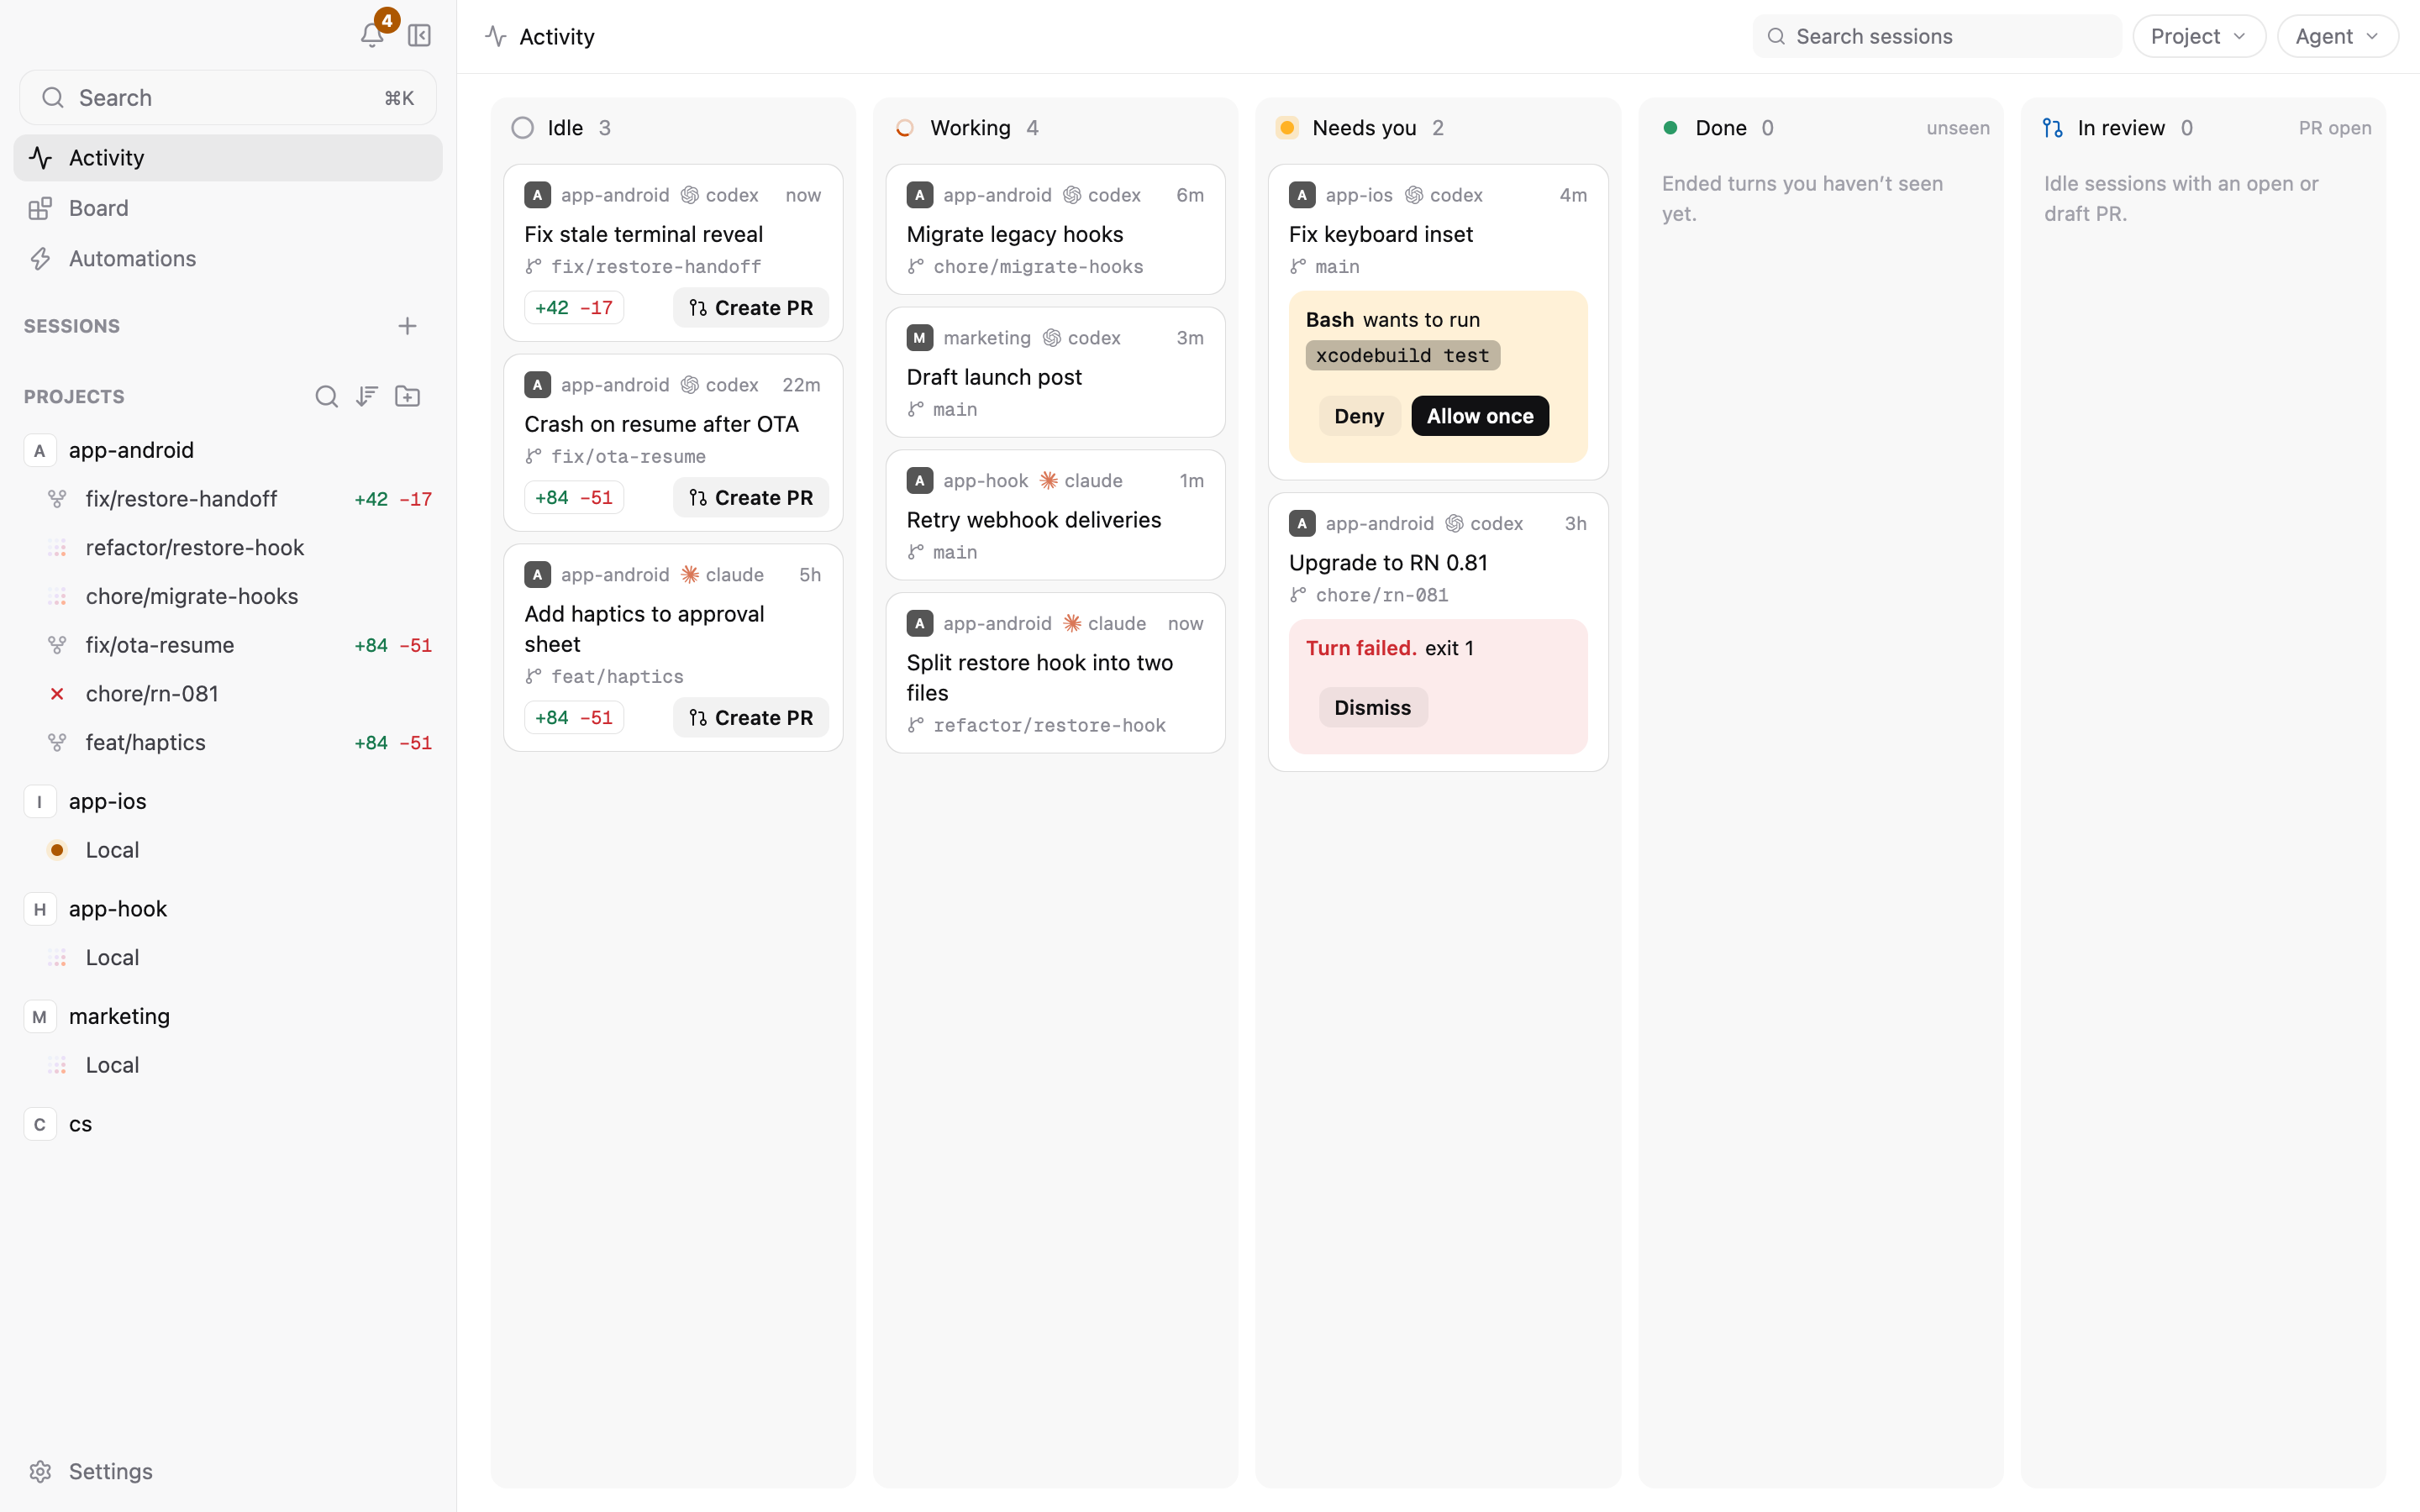 4
Search ⌘K
Activity
Board
Automations
SESSIONS
PROJECTS
A app-android
fix/restore-handoff +42 −17
refactor/restore-hook
chore/migrate-hooks
fix/ota-resume +84 −51
chore/rn-081
feat/haptics +84 −51
I app-ios
Local
H app-hook
Local
M marketing
Local
C cs
Settings
Activity
Search sessions
Project
Agent
Idle 3
A app-android codex now
Fix stale terminal reveal
fix/restore-handoff
+42 −17 Create PR
A app-android codex 22m
Crash on resume after OTA
fix/ota-resume
+84 −51 Create PR
A app-android claude 5h
Add haptics to approval
sheet
feat/haptics
+84 −51 Create PR
Working 4
A app-android codex 6m
Migrate legacy hooks
chore/migrate-hooks
M marketing codex 3m
Draft launch post
main
A app-hook claude 1m
Retry webhook deliveries
main
A app-android claude now
Split restore hook into two
files
refactor/restore-hook
Needs you 2
A app-ios codex 4m
Fix keyboard inset
main
Bash wants to run
xcodebuild test
Deny Allow once
A app-android codex 3h
Upgrade to RN 0.81
chore/rn-081
Turn failed. exit 1
Dismiss
Done 0 unseen
Ended turns you haven’t seen
yet.
In review 0 PR open
Idle sessions with an open or
draft PR.